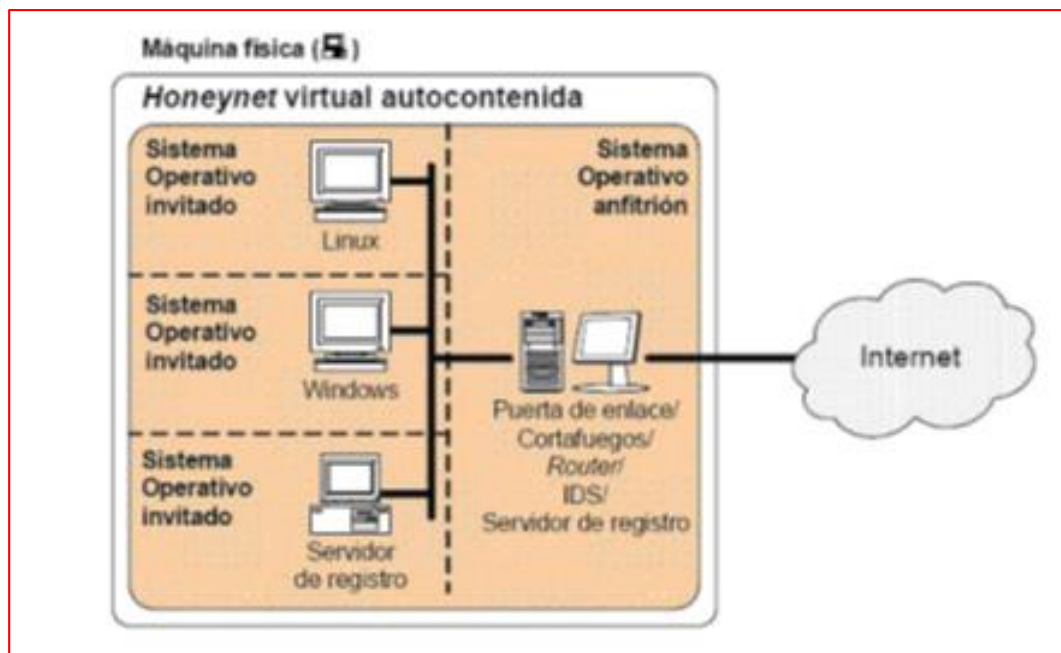 Máquina física ( )
Honeynet virtual autocontenida
Sistema
Operativo
invitado
Linux
Sistema
Operativo
anfitrión
Sistema
Operativo
invitado
Windows
Puerta de enlace/
Cortafuegos/
Router/
IDS/
Servidor de registro
Internet
Sistema
Operativo
invitado
Servidor
de registro